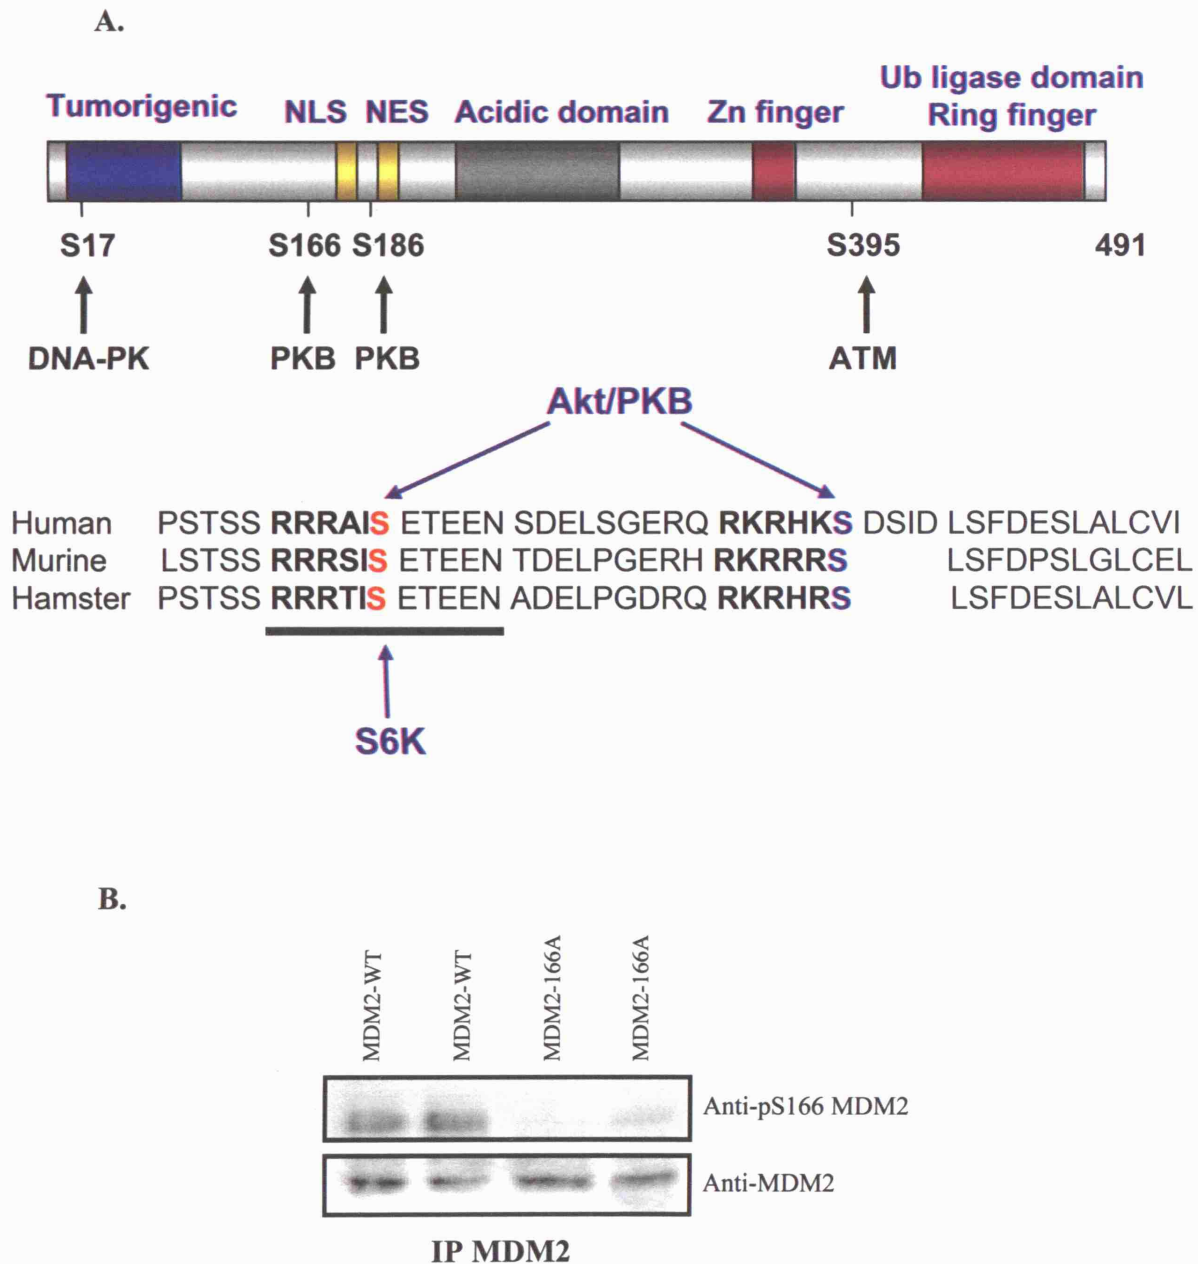 A.
Tumorigenic NLS NES Acidic domain Zn finger Ub ligase domain
Ring finger
S17 S166 S186 S395 491
DNA-PK PKB PKB ATM
Akt/PKB
Human PSTSS RRRAIS ETEEN SDELSGERQ RKRHKS DSID LSFDESLALCVI
Murine LSTSS RRRSIS ETEEN TDELPGERH RKRRRS LSFDPSLGLCEL
Hamster PSTSS RRRTIS ETEEN ADELPGDRQ RKRHRS LSFDESLALCVL
S6K
B.
MDM2-WT MDM2-WT MDM2-166A MDM2-166A
Anti-pS166 MDM2
Anti-MDM2
IP MDM2